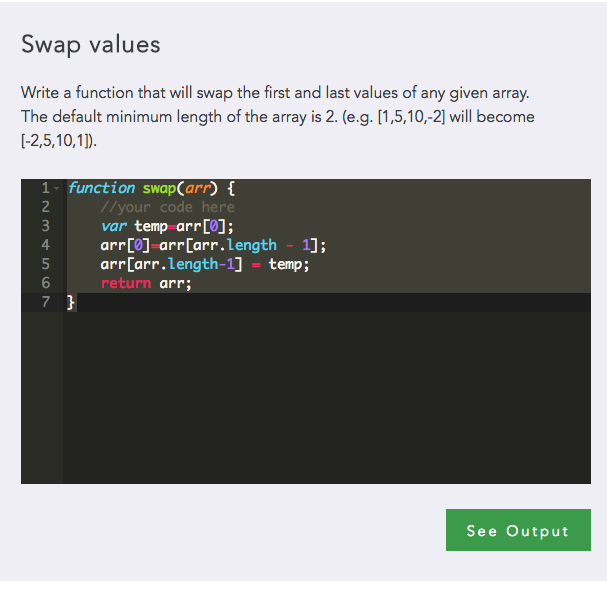 Swap values
Write a function that will swap the first and last values of any given array.
The default minimum length of the array is 2. (e.g. [1,5,10,-2] will become
[-2,5,10,1]).
1 function swap(arr) {
2 //your code here
3 var temp=arr[0];
4 arr[0]=arr[arr.length - 1];
5 arr[arr.length-1] = temp;
6 return arr;
7 }
See Output